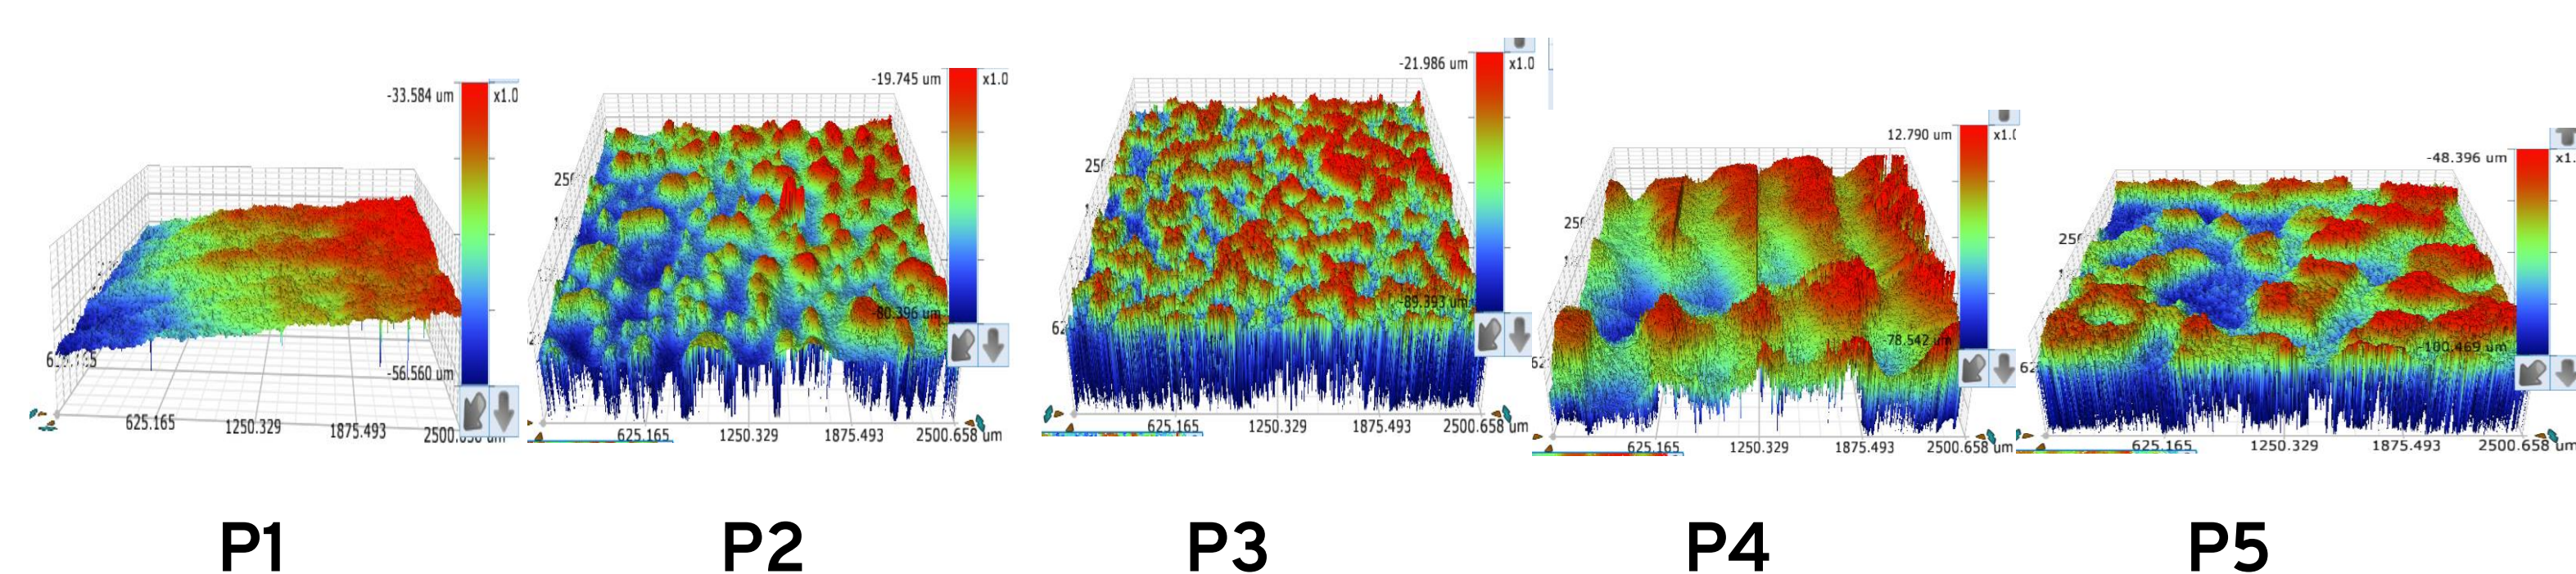 -33.584 um
x1.0
-56.560 um
625.165
1250.329
1875.493
-19.745 um
x1.0
-80.396 um
625.165
1250.329
1875.493
2500.658 um
-21.986 um
x1.0
-89.393 um
625.165
1250.329
1875.493
2500.658 um
12.790 um
78.542 um
625.165
1250.329
1875.493
2500.658 um
-48.396 um
-100.469 um
625.165
1250.329
1875.493
2500.658 um
P1
P2
P3
P4
P5